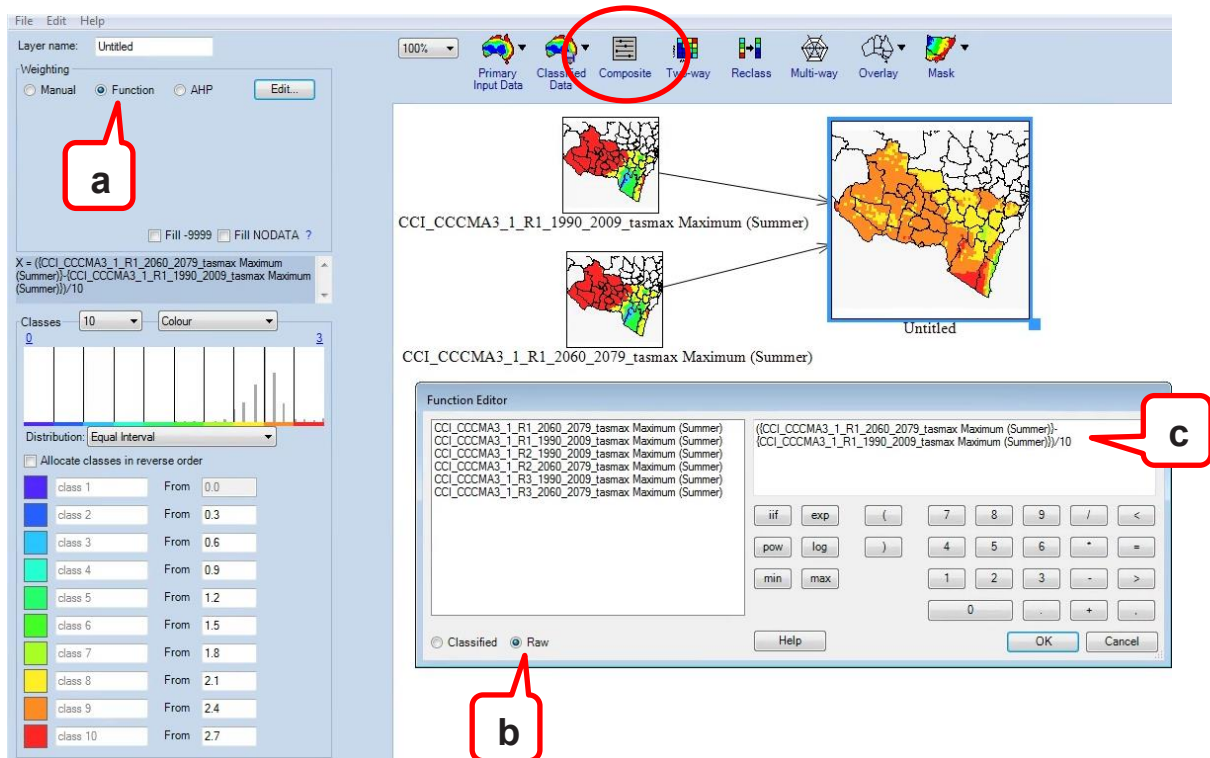 File Edit Help
Layer name: Untitled
Weighting
Manual Function AHP Edit...
a
Fill -9999 Fill NODATA ?
X = ({CCI_CCCMA3_1_R1_2060_2079_tasmax Maximum
(Summer)}-{CCI_CCCMA3_1_R1_1990_2009_tasmax Maximum
(Summer)})/10
Classes 10 Colour
0 3
Distribution: Equal Interval
Allocate classes in reverse order
class 1 From 0.0
class 2 From 0.3
class 3 From 0.6
class 4 From 0.9
class 5 From 1.2
class 6 From 1.5
class 7 From 1.8
class 8 From 2.1
class 9 From 2.4
class 10 From 2.7
100%
Primary Input Data
Classified Data
Composite
Two-way
Reclass
Multi-way
Overlay
Mask
CCI_CCCMA3_1_R1_1990_2009_tasmax Maximum (Summer)
CCI_CCCMA3_1_R1_2060_2079_tasmax Maximum (Summer)
Untitled
Function Editor
CCI_CCCMA3_1_R1_2060_2079_tasmax Maximum (Summer)
CCI_CCCMA3_1_R1_1990_2009_tasmax Maximum (Summer)
CCI_CCCMA3_1_R2_1990_2009_tasmax Maximum (Summer)
CCI_CCCMA3_1_R2_2060_2079_tasmax Maximum (Summer)
CCI_CCCMA3_1_R3_1990_2009_tasmax Maximum (Summer)
CCI_CCCMA3_1_R3_2060_2079_tasmax Maximum (Summer)
({CCI_CCCMA3_1_R1_2060_2079_tasmax Maximum (Summer)}-
{CCI_CCCMA3_1_R1_1990_2009_tasmax Maximum (Summer)})/10
c
iif exp ( 7 8 9 / <
pow log ) 4 5 6 * =
min max 1 2 3 - >
0 . + ,
Classified Raw
Help OK Cancel
b